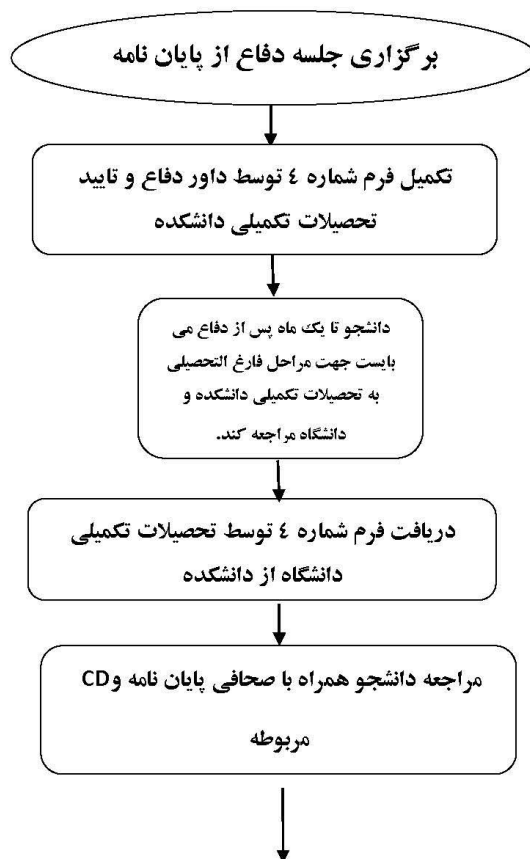 برگزاری جلسه دفاع از پایان نامه
تکمیل فرم شماره ٤ توسط داور دفاع و تایید
تحصیلات تکمیلی دانشکده
دانشجو تا یک ماه پس از دفاع می
بایست جهت مراحل فارغ التحصیلی
به تحصیلات تکمیلی دانشکده و
دانشگاه مراجعه کند.
دریافت فرم شماره ٤ توسط تحصیلات تکمیلی
دانشگاه از دانشکده
مراجعه دانشجو همراه با صحافی پایان نامه وCD
مربوطه